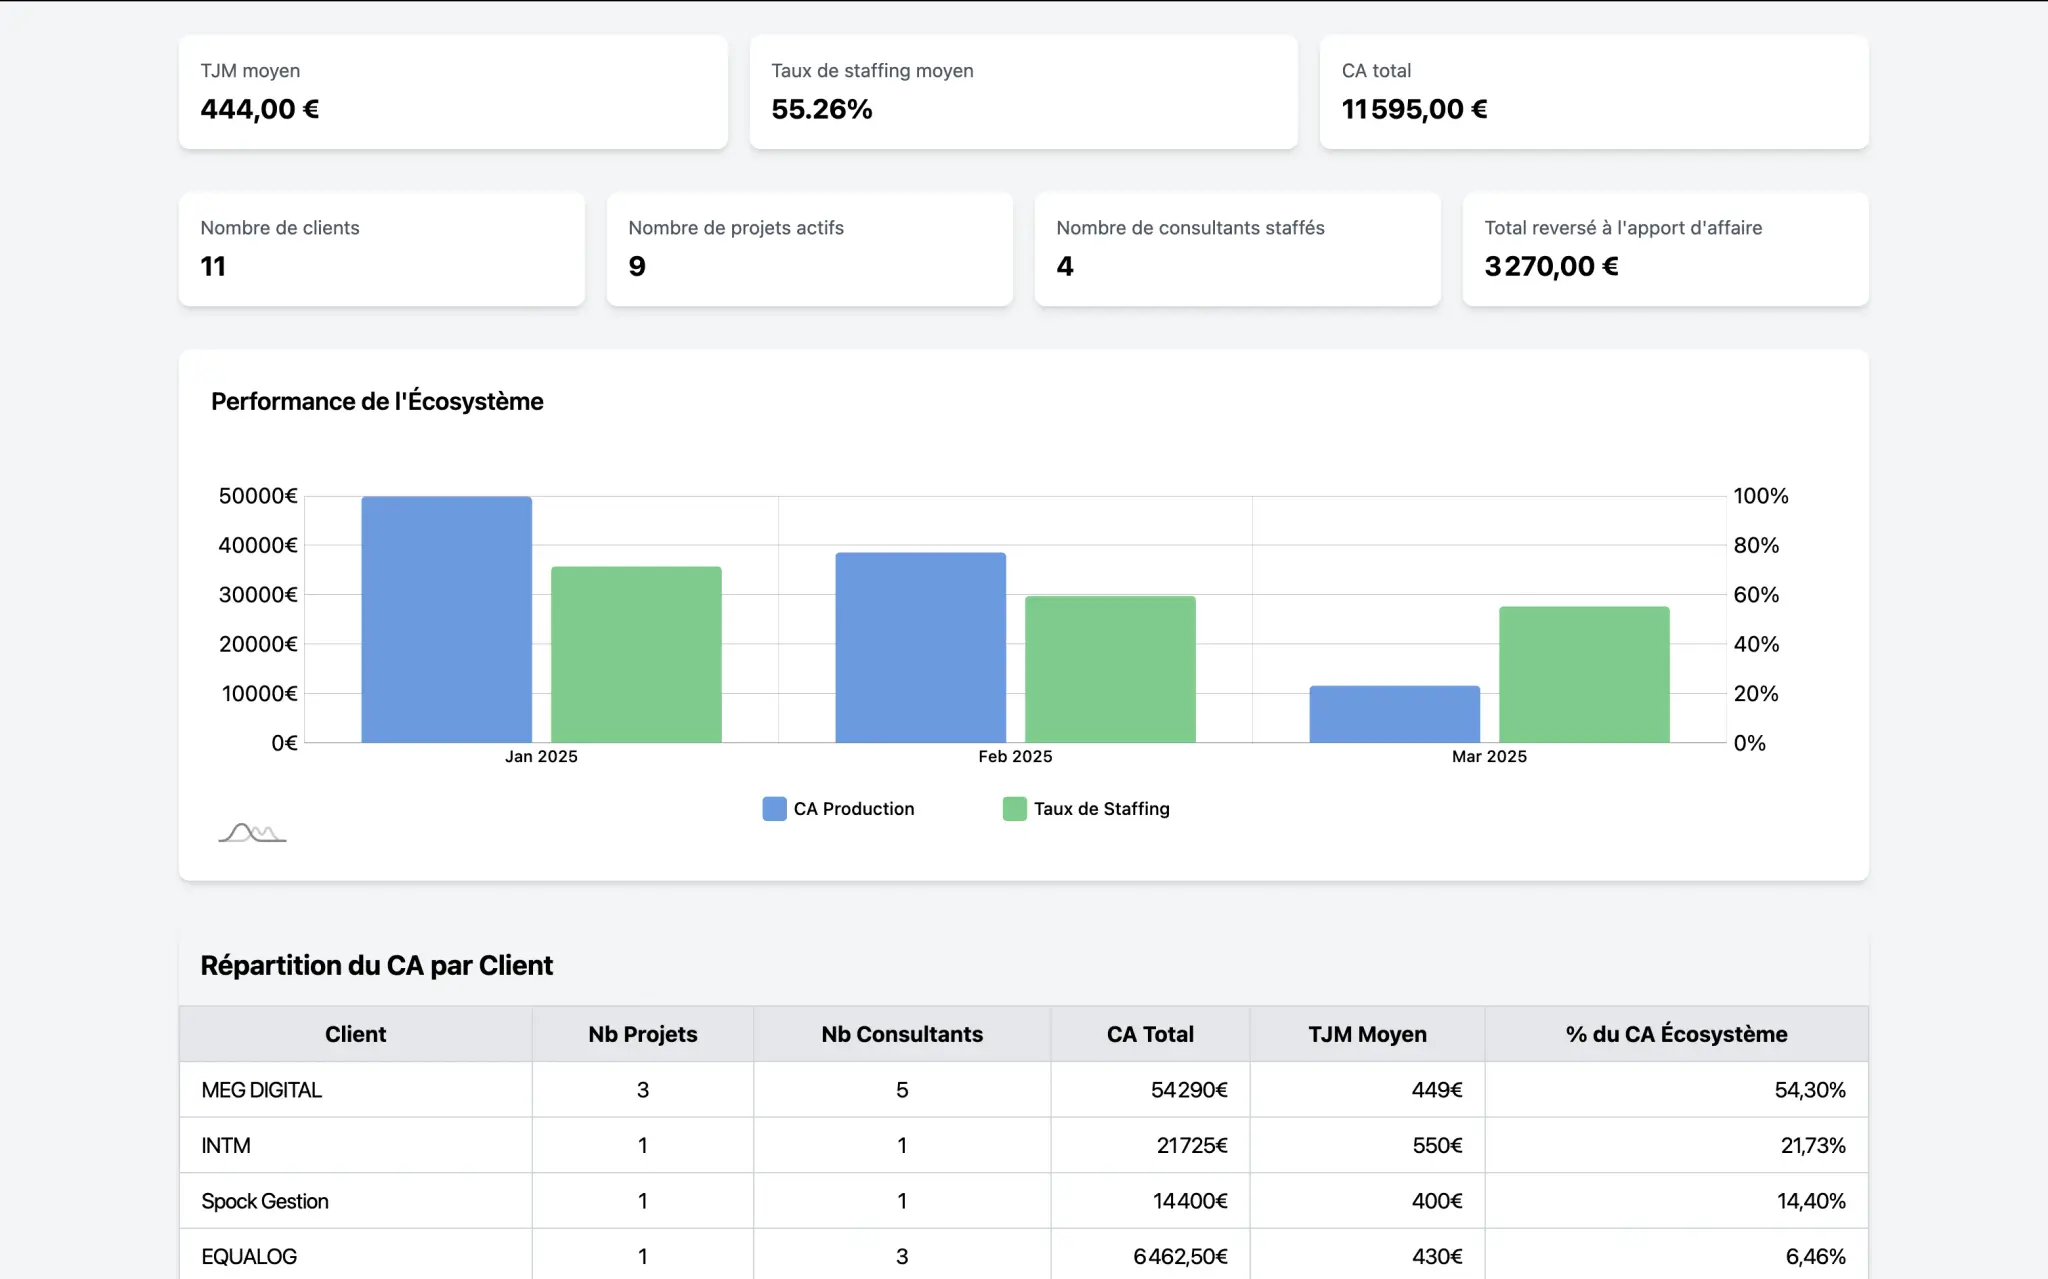 TJM moyen
444,00 €
Taux de staffing moyen
55.26%
CA total
11 595,00 €
Nombre de clients
11
Nombre de projets actifs
9
Nombre de consultants staffés
4
Total reversé à l'apport d'affaire
3 270,00 €
Performance de l'Écosystème
50000€
40000€
30000€
20000€
10000€
0€
100%
80%
60%
40%
20%
0%
Jan 2025 Feb 2025 Mar 2025
CA Production Taux de Staffing
Répartition du CA par Client
Client Nb Projets Nb Consultants CA Total TJM Moyen % du CA Écosystème
MEG DIGITAL 3 5 54 290€ 449€ 54,30%
INTM 1 1 21 725€ 550€ 21,73%
Spock Gestion 1 1 14 400€ 400€ 14,40%
EQUALOG 1 3 6 462,50€ 430€ 6,46%